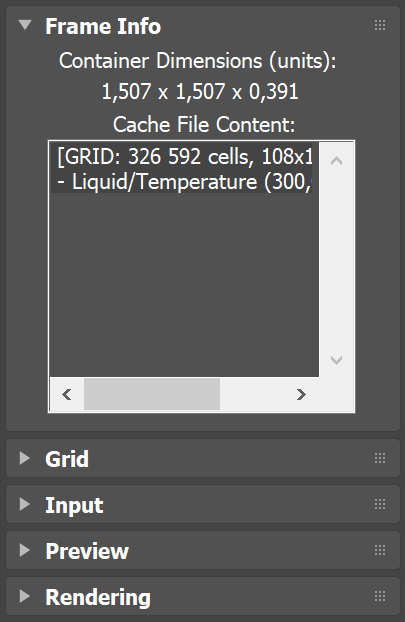 Frame Info
Container Dimensions (units):
1,507 x 1,507 x 0,391
Cache File Content:
[GRID: 326 592 cells, 108x1
- Liquid/Temperature (300,
Grid
Input
Preview
Rendering